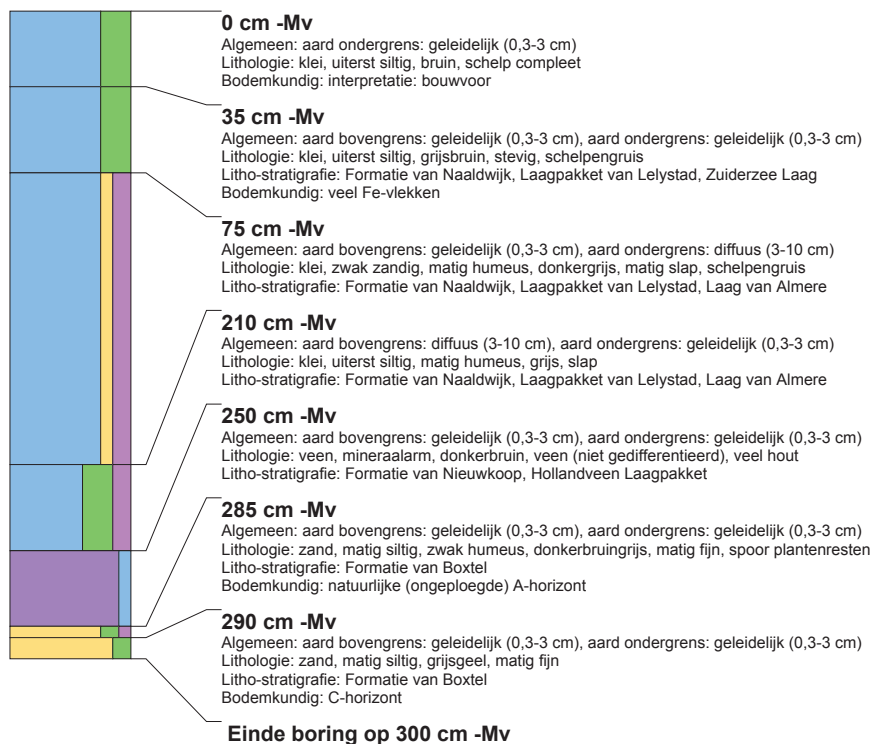 0 cm -Mv
Algemeen: aard ondergrens: geleidelijk (0,3-3 cm)
Lithologie: klei, uiterst siltig, bruin, schelp compleet
Bodemkundig: interpretatie: bouwvoor
35 cm -Mv
Algemeen: aard bovengrens: geleidelijk (0,3-3 cm), aard ondergrens: geleidelijk (0,3-3 cm)
Lithologie: klei, uiterst siltig, grijsbruin, stevig, schelpengruis
Litho-stratigrafie: Formatie van Naaldwijk, Laagpakket van Lelystad, Zuiderzee Laag
Bodemkundig: veel Fe-vlekken
75 cm -Mv
Algemeen: aard bovengrens: geleidelijk (0,3-3 cm), aard ondergrens: diffuus (3-10 cm)
Lithologie: klei, zwak zandig, matig humeus, donkergrijs, matig slap, schelpengruis
Litho-stratigrafie: Formatie van Naaldwijk, Laagpakket van Lelystad, Laag van Almere
210 cm -Mv
Algemeen: aard bovengrens: diffuus (3-10 cm), aard ondergrens: geleidelijk (0,3-3 cm)
Lithologie: klei, uiterst siltig, matig humeus, grijs, slap
Litho-stratigrafie: Formatie van Naaldwijk, Laagpakket van Lelystad, Laag van Almere
250 cm -Mv
Algemeen: aard bovengrens: geleidelijk (0,3-3 cm), aard ondergrens: geleidelijk (0,3-3 cm)
Lithologie: veen, mineraalarm, donkerbruin, veen (niet gedifferentieerd), veel hout
Litho-stratigrafie: Formatie van Nieuwkoop, Hollandveen Laagpakket
285 cm -Mv
Algemeen: aard bovengrens: geleidelijk (0,3-3 cm), aard ondergrens: geleidelijk (0,3-3 cm)
Lithologie: zand, matig siltig, zwak humeus, donkerbruingrijs, matig fijn, spoor plantenresten
Litho-stratigrafie: Formatie van Boxtel
Bodemkundig: natuurlijke (ongeploegde) A-horizont
290 cm -Mv
Algemeen: aard bovengrens: geleidelijk (0,3-3 cm), aard ondergrens: geleidelijk (0,3-3 cm)
Lithologie: zand, matig siltig, grijsgeel, matig fijn
Litho-stratigrafie: Formatie van Boxtel
Bodemkundig: C-horizont
Einde boring op 300 cm -Mv